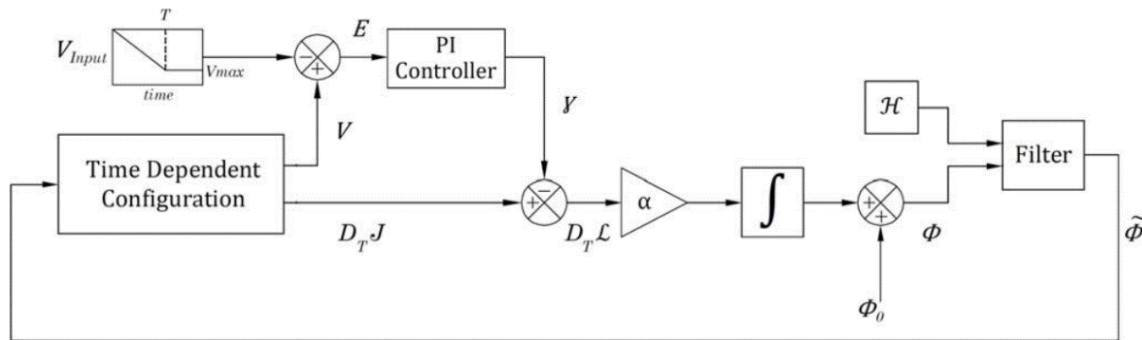 T
V_Input
Vmax
time
−
+
E
PI
Controller
V
γ
Time Dependent
Configuration
D_T J
−
+
D_T ℒ
α
∫
+
+
Φ
Φ_0
ℋ
Filter
Φ̃